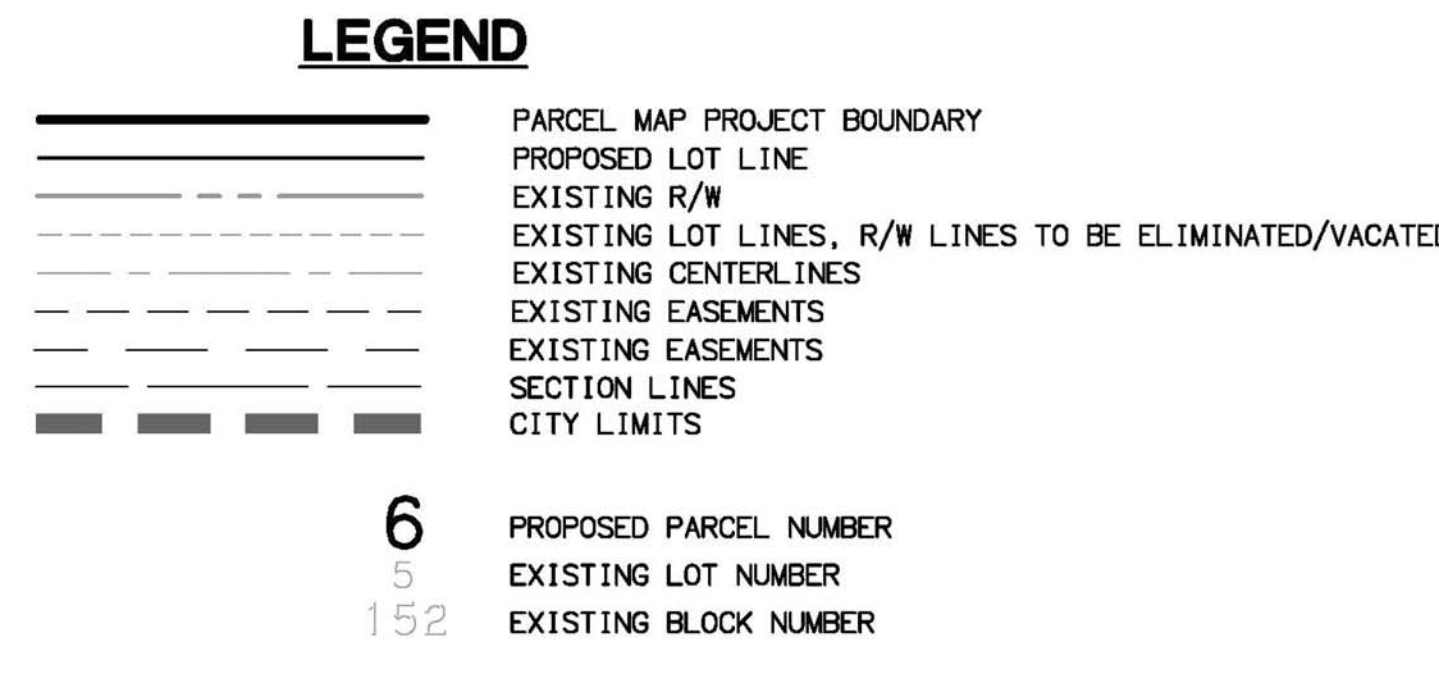 LEGEND
PARCEL MAP PROJECT BOUNDARY
PROPOSED LOT LINE
EXISTING R/W
EXISTING LOT LINES, R/W LINES TO BE ELIMINATED/VACATED
EXISTING CENTERLINES
EXISTING EASEMENTS
EXISTING EASEMENTS
SECTION LINES
CITY LIMITS
6 PROPOSED PARCEL NUMBER
5 EXISTING LOT NUMBER
152 EXISTING BLOCK NUMBER